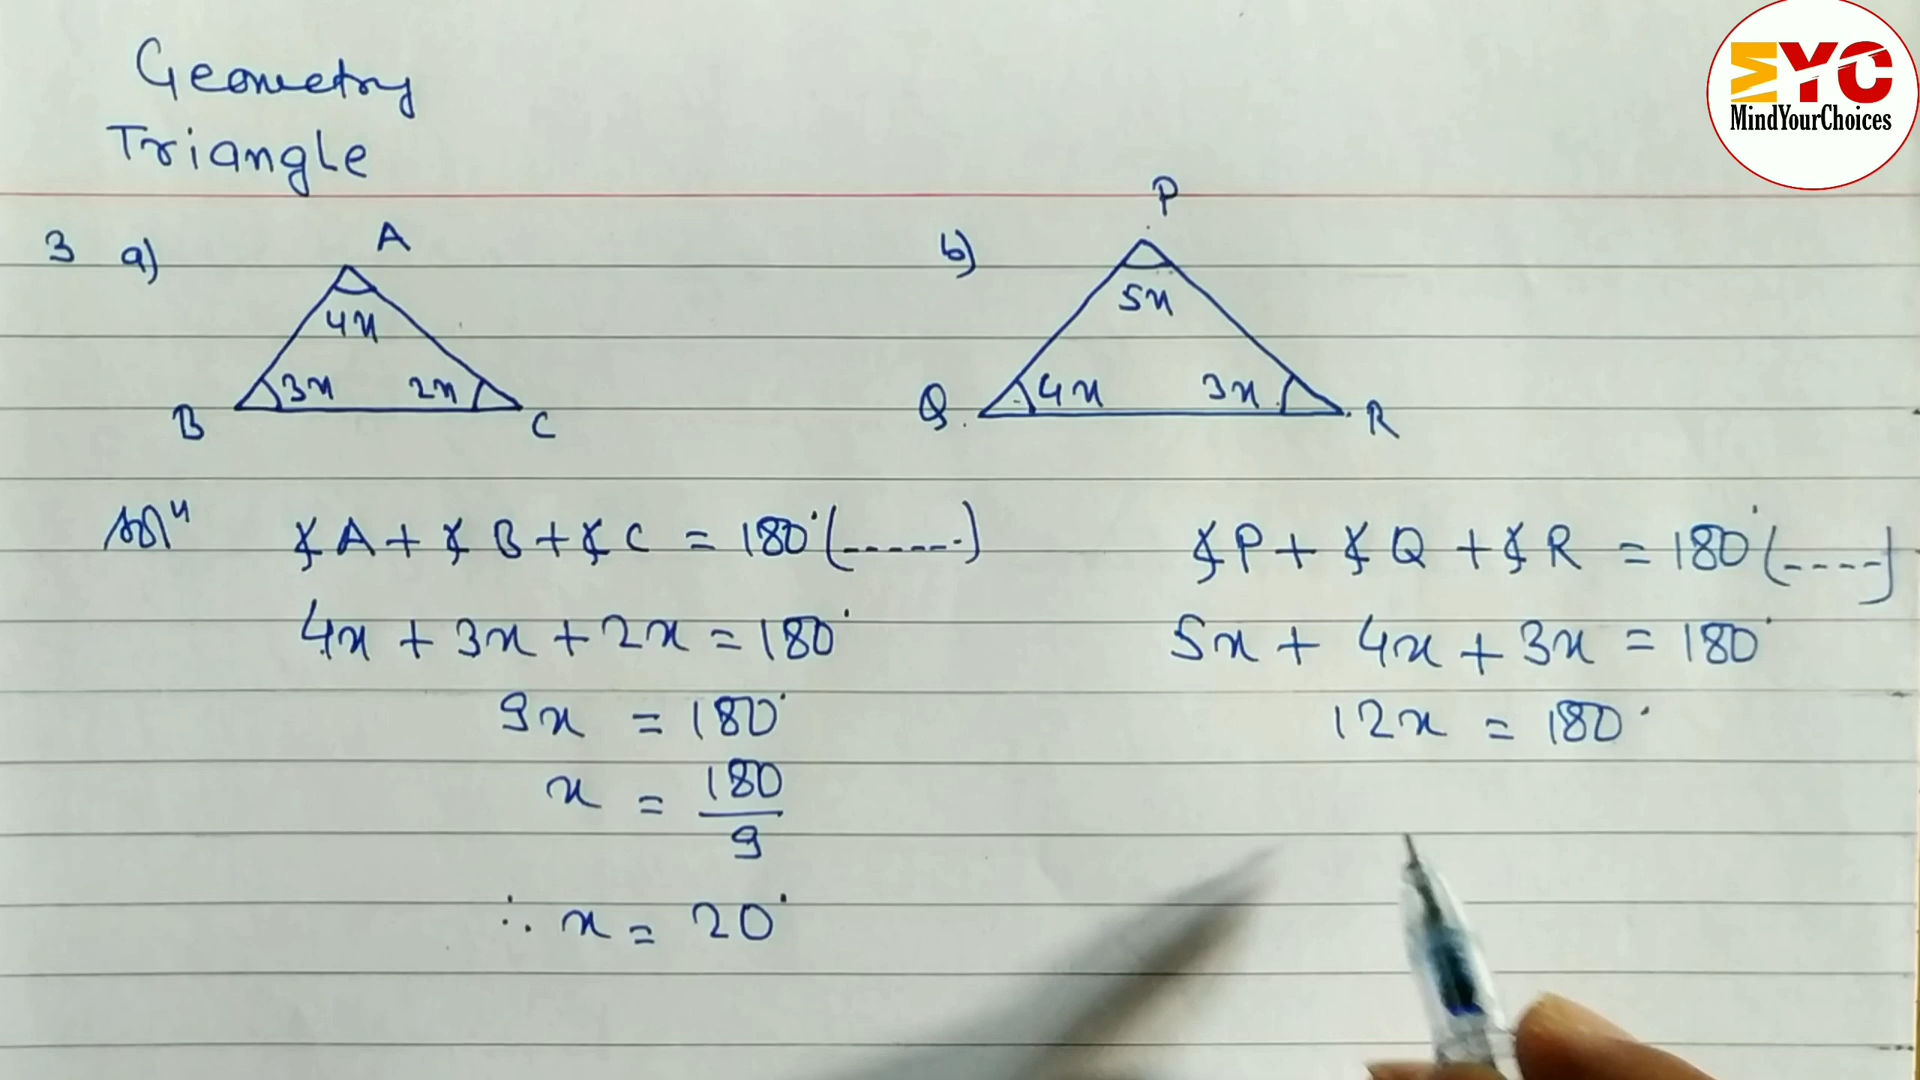 Geometry
Triangle
MYC
MindYourChoices
3 a)
A
4x
3x
2x
B
C
b)
P
5x
4x
3x
Q
R
∠A + ∠B + ∠C = 180° (------)
4x + 3x + 2x = 180°
9x = 180°
x = 180/9
∴ x = 20°
∠P + ∠Q + ∠R = 180° (----)
5x + 4x + 3x = 180°
12x = 180°